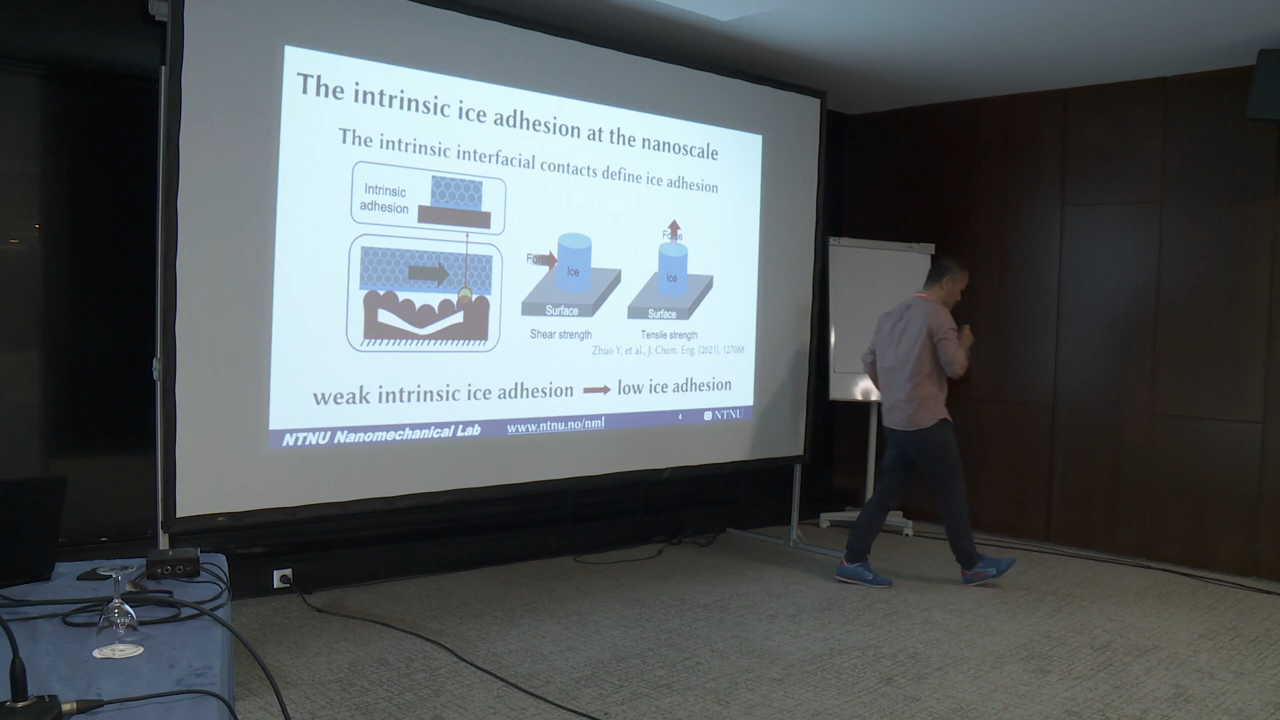 The intrinsic ice adhesion at the nanoscale
The intrinsic interfacial contacts define ice adhesion
Intrinsic
adhesion
Force
Ice
Surface
Shear strength
Force
Ice
Surface
Tensile strength
Zhuo Y, et al., J. Chem. Eng. (2021), 127088
weak intrinsic ice adhesion → low ice adhesion
NTNU Nanomechanical Lab
www.ntnu.no/nml
4
NTNU